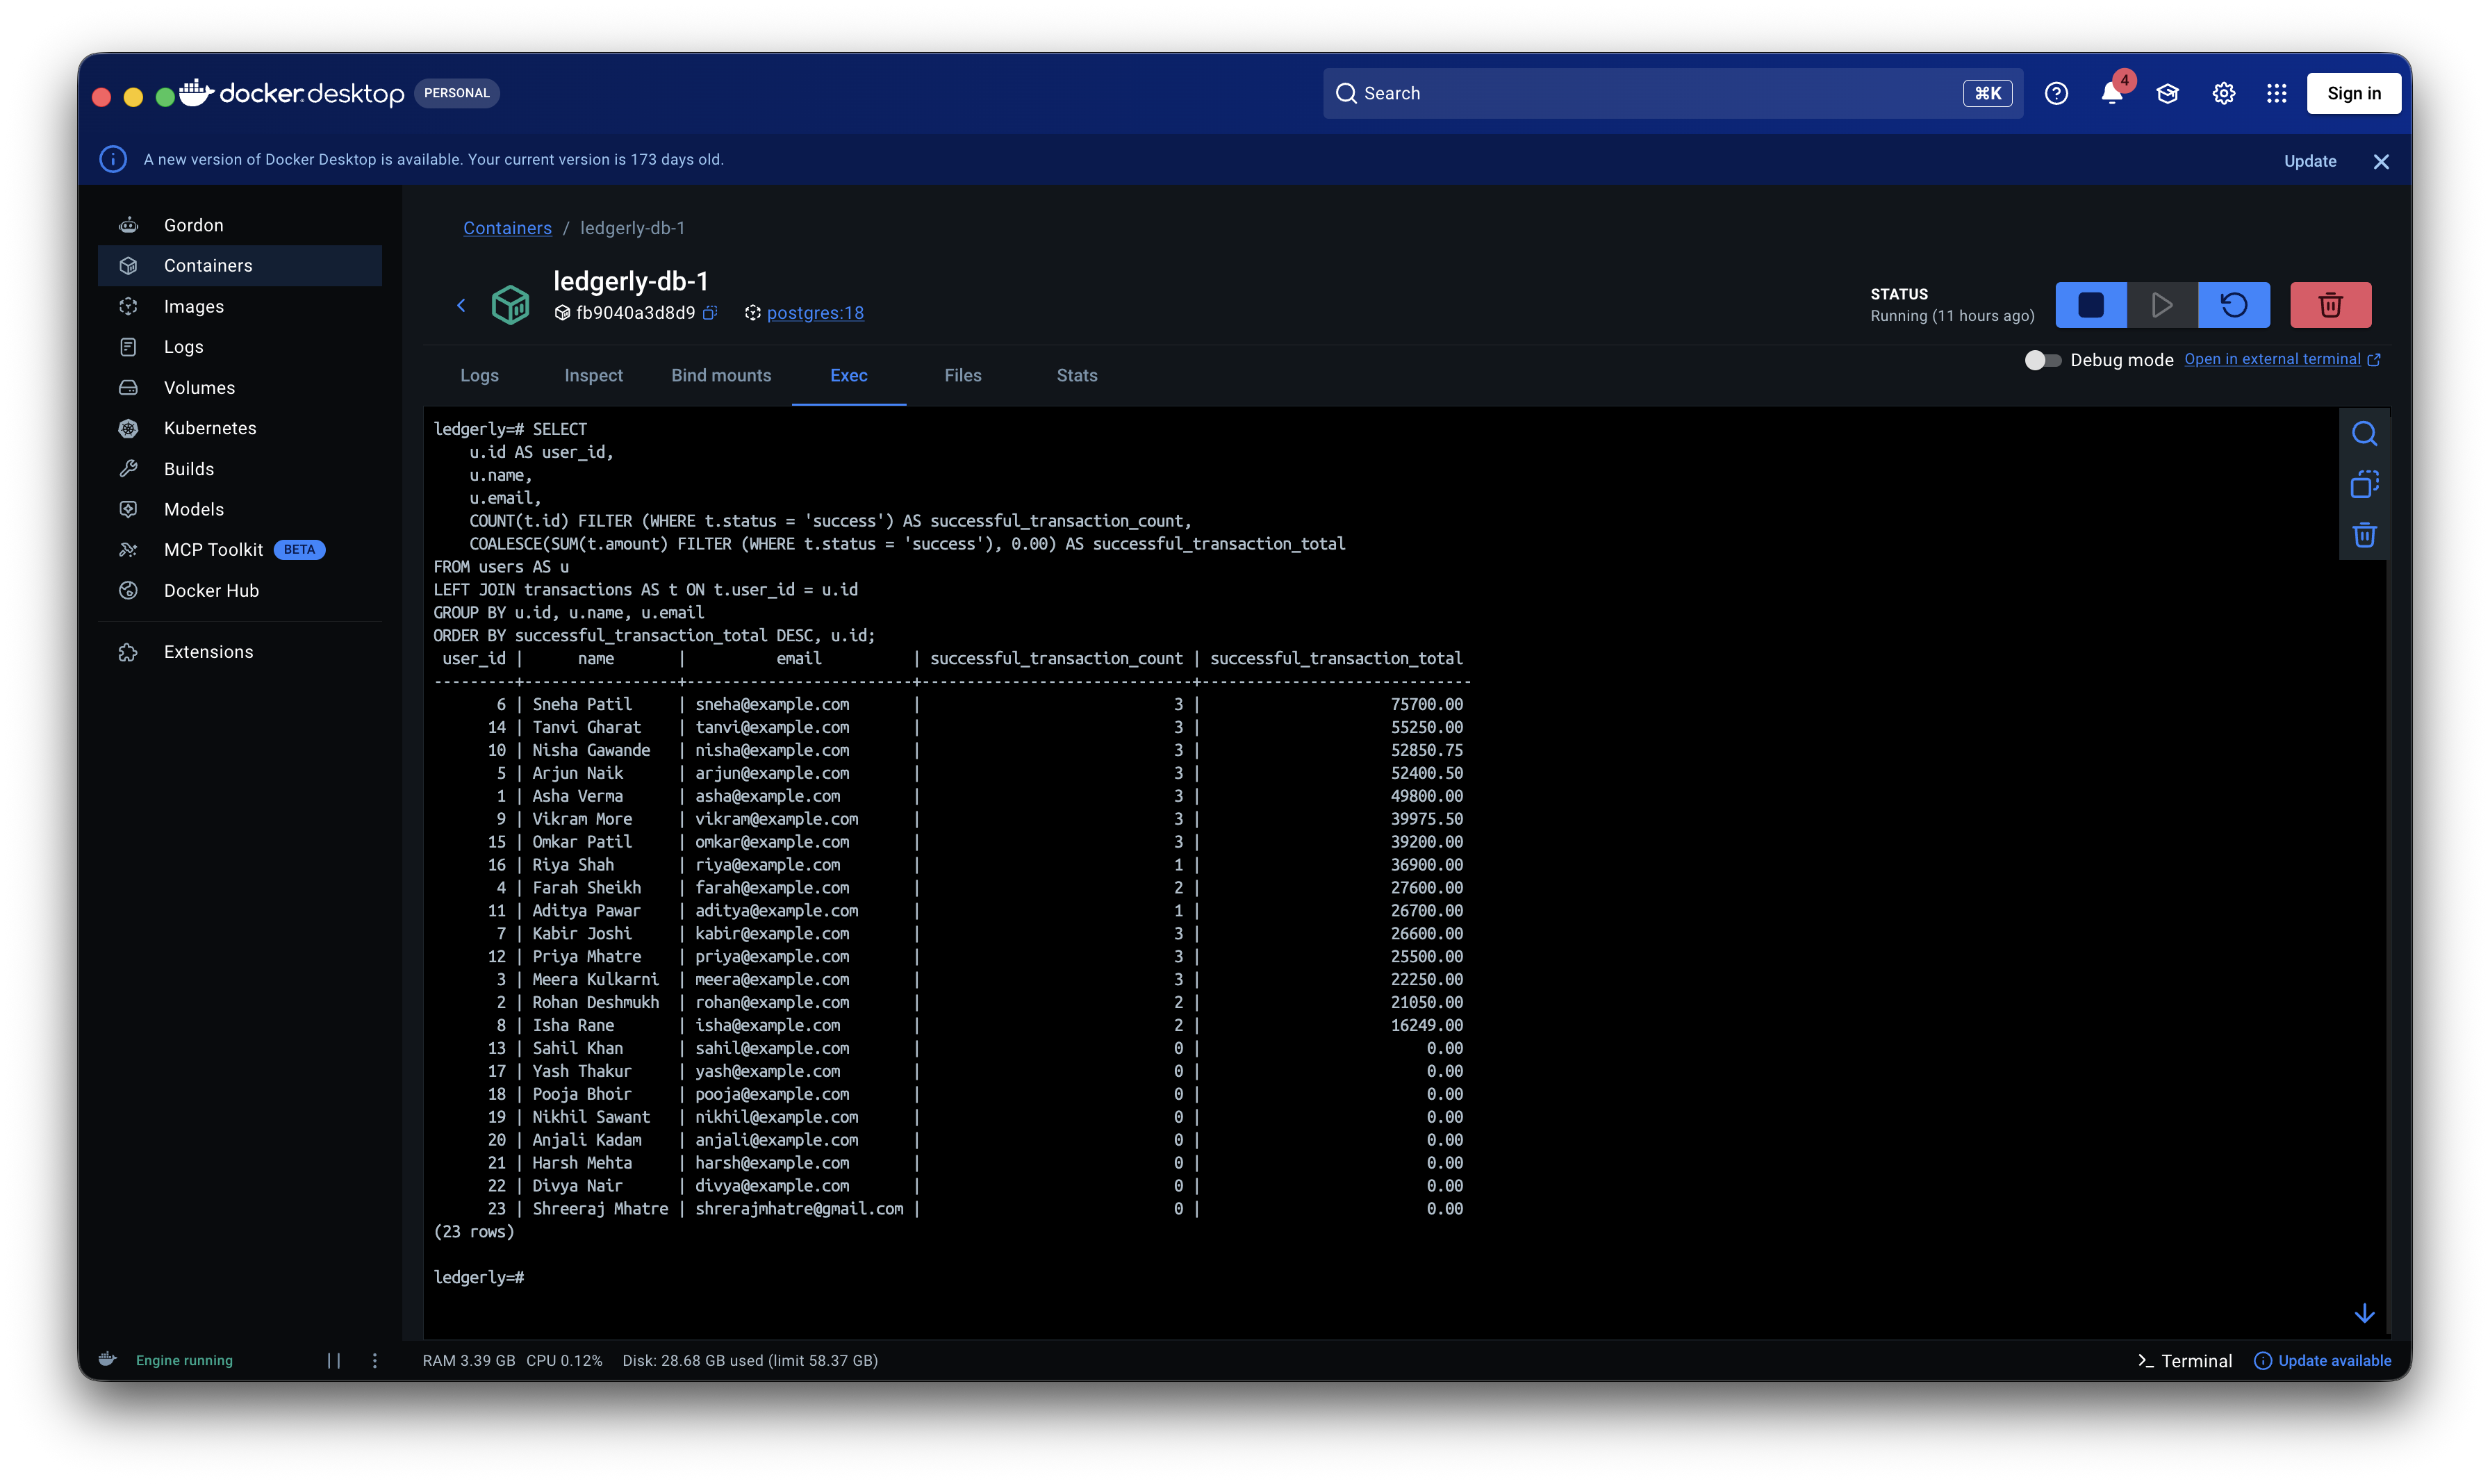 docker.desktop PERSONAL
Search ⌘K 4 Sign in
A new version of Docker Desktop is available. Your current version is 173 days old. Update
Gordon
Containers
Images
Logs
Volumes
Kubernetes
Builds
Models
MCP Toolkit BETA
Docker Hub
Extensions
Containers / ledgerly-db-1
ledgerly-db-1
fb9040a3d8d9 postgres:18
STATUS
Running (11 hours ago)
Logs Inspect Bind mounts Exec Files Stats
Debug mode Open in external terminal
ledgerly=# SELECT
    u.id AS user_id,
    u.name,
    u.email,
    COUNT(t.id) FILTER (WHERE t.status = 'success') AS successful_transaction_count,
    COALESCE(SUM(t.amount) FILTER (WHERE t.status = 'success'), 0.00) AS successful_transaction_total
FROM users AS u
LEFT JOIN transactions AS t ON t.user_id = u.id
GROUP BY u.id, u.name, u.email
ORDER BY successful_transaction_total DESC, u.id;
 user_id |      name       |          email          | successful_transaction_count | successful_transaction_total
---------+-----------------+-------------------------+------------------------------+------------------------------
       6 | Sneha Patil     | sneha@example.com       |                            3 |                     75700.00
      14 | Tanvi Gharat    | tanvi@example.com       |                            3 |                     55250.00
      10 | Nisha Gawande   | nisha@example.com       |                            3 |                     52850.75
       5 | Arjun Naik      | arjun@example.com       |                            3 |                     52400.50
       1 | Asha Verma      | asha@example.com        |                            3 |                     49800.00
       9 | Vikram More     | vikram@example.com      |                            3 |                     39975.50
      15 | Omkar Patil     | omkar@example.com       |                            3 |                     39200.00
      16 | Riya Shah       | riya@example.com        |                            1 |                     36900.00
       4 | Farah Sheikh    | farah@example.com       |                            2 |                     27600.00
      11 | Aditya Pawar    | aditya@example.com      |                            1 |                     26700.00
       7 | Kabir Joshi     | kabir@example.com       |                            3 |                     26600.00
      12 | Priya Mhatre    | priya@example.com       |                            3 |                     25500.00
       3 | Meera Kulkarni  | meera@example.com       |                            3 |                     22250.00
       2 | Rohan Deshmukh  | rohan@example.com       |                            2 |                     21050.00
       8 | Isha Rane       | isha@example.com        |                            2 |                     16249.00
      13 | Sahil Khan      | sahil@example.com       |                            0 |                         0.00
      17 | Yash Thakur     | yash@example.com        |                            0 |                         0.00
      18 | Pooja Bhoir     | pooja@example.com       |                            0 |                         0.00
      19 | Nikhil Sawant   | nikhil@example.com      |                            0 |                         0.00
      20 | Anjali Kadam    | anjali@example.com      |                            0 |                         0.00
      21 | Harsh Mehta     | harsh@example.com       |                            0 |                         0.00
      22 | Divya Nair      | divya@example.com       |                            0 |                         0.00
      23 | Shreeraj Mhatre | shrerajmhatre@gmail.com |                            0 |                         0.00
(23 rows)
ledgerly=#
Engine running RAM 3.39 GB CPU 0.12% Disk: 28.68 GB used (limit 58.37 GB) Terminal Update available